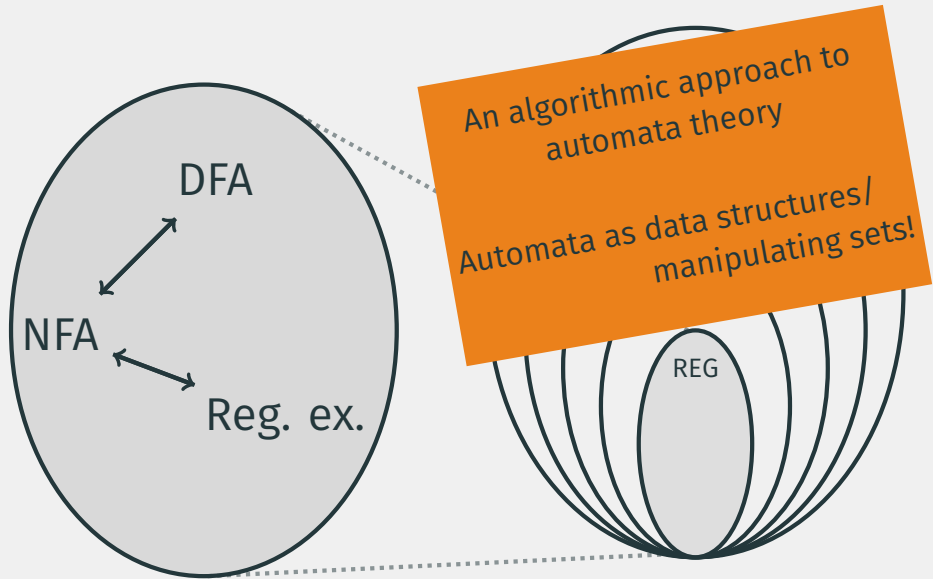 DFA
NFA
Reg. ex.
An algorithmic approach to
automata theory
Automata as data structures/
manipulating sets!
REG